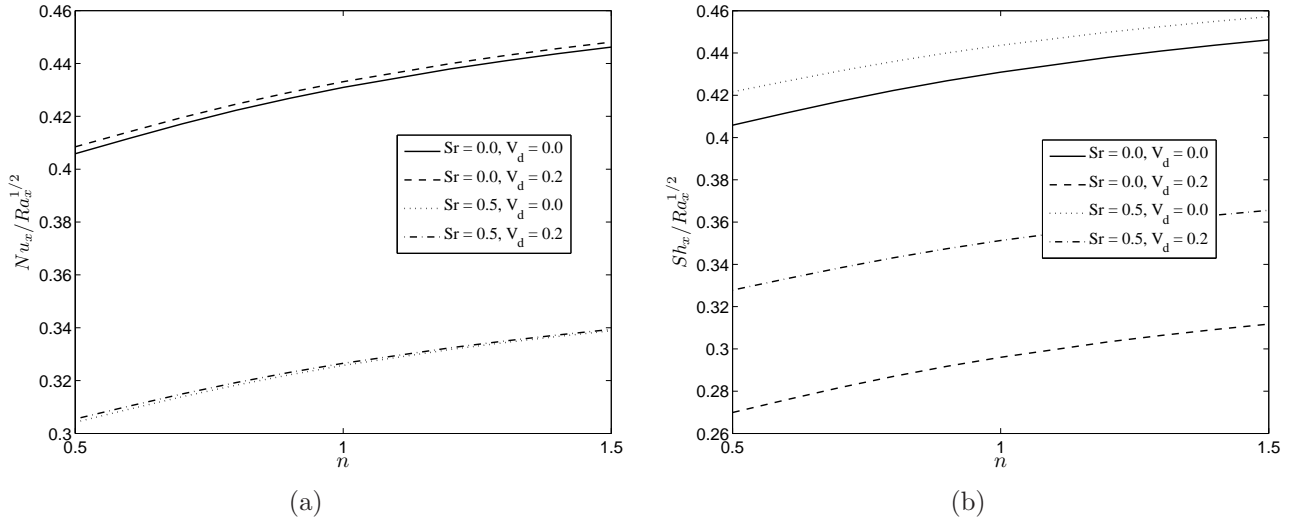 0.46
0.44
0.42
0.4
0.38
0.36
0.34
0.32
0.3
0.5
1
1.5
Nu_x/Ra_x^{1/2}
n
Sr = 0.0, V_d = 0.0
Sr = 0.0, V_d = 0.2
Sr = 0.5, V_d = 0.0
Sr = 0.5, V_d = 0.2
(a)
0.46
0.44
0.42
0.4
0.38
0.36
0.34
0.32
0.3
0.28
0.26
0.5
1
1.5
Sh_x/Ra_x^{1/2}
n
Sr = 0.0, V_d = 0.0
Sr = 0.0, V_d = 0.2
Sr = 0.5, V_d = 0.0
Sr = 0.5, V_d = 0.2
(b)